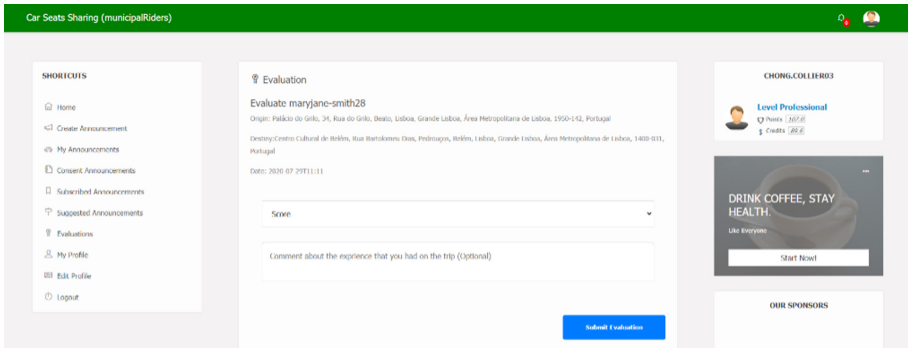 Car Seats Sharing (municipalRiders)
SHORTCUTS
Home
Create Announcement
My Announcements
Consent Announcements
Subscribed Announcements
Suggested Announcements
Evaluations
My Profile
Edit Profile
Logout
Evaluation
Evaluate maryjane-smith28
Origin: Palácio do Grilo, 34, Rua do Grilo, Beato, Lisboa, Grande Lisboa, Área Metropolitana de Lisboa, 1950-142, Portugal
Destiny:Centro Cultural de Belém, Rua Bartolomeu Dias, Pedrouços, Belém, Lisboa, Grande Lisboa, Área Metropolitana de Lisboa, 1400-031,
Portugal
Date: 2020-07-29T11:11
Score
Comment about the exprience that you had on the trip (Optional)
Submit Evaluation
CHONG.COLLIER03
Level Professional
Points 107.0
Credits
DRINK COFFEE, STAY
HEALTH.
Like Everyone
Start Now!
OUR SPONSORS